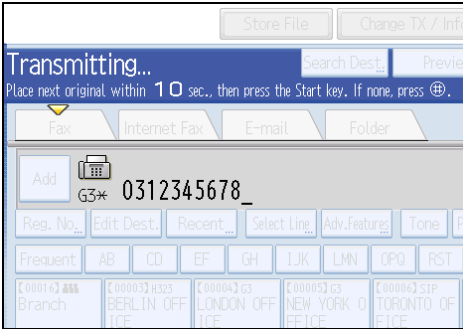 Store File Change TX / Inf
Transmitting... Search Dest. Previe
Place next original within 10 sec., then press the Start key. If none, press ⊕.
Fax Internet Fax E-mail Folder
Add G3* 0312345678_
Reg. No. Edit Dest. Recent Select Line Adv.Features Tone
Frequent AB CD EF GH IJK LMN OPQ RST
[00016] [00003]H323 [00004]G3 [00005]G3 [00006]SIP
Branch BERLIN OFF LONDON OFF NEW YORK O TORONTO OF
ICE ICE FFICE FICE